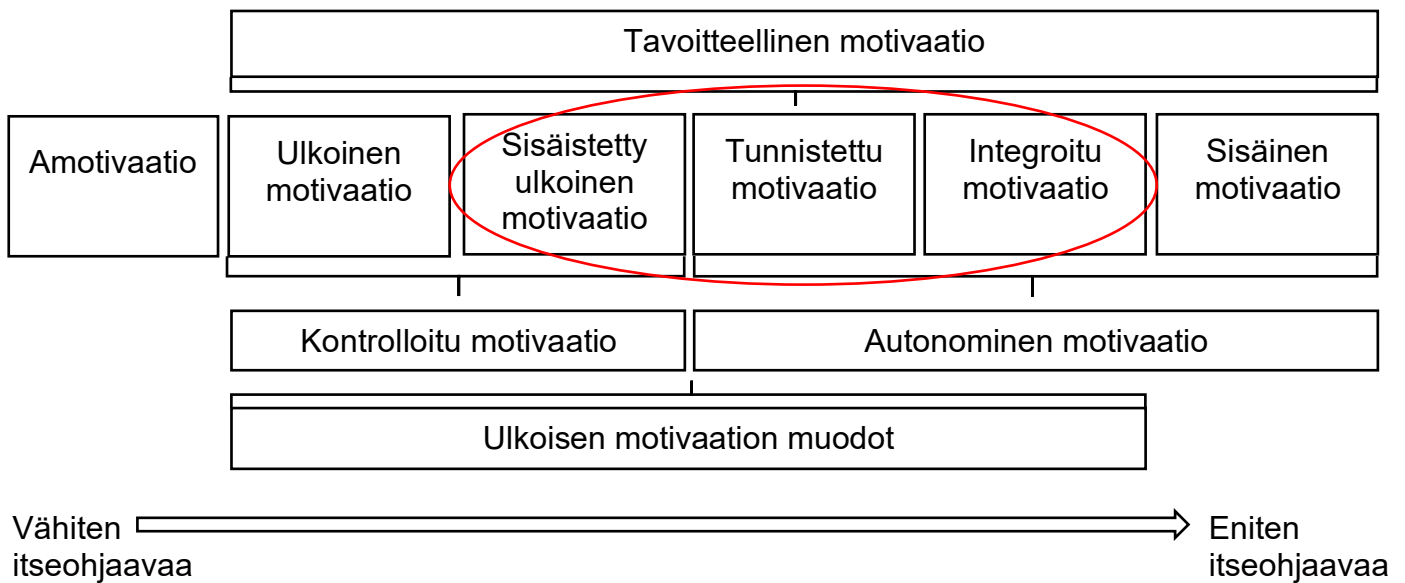 Tavoitteellinen motivaatio
Amotivaatio
Ulkoinen
motivaatio
Sisäistetty
ulkoinen
motivaatio
Tunnistettu
motivaatio
Integroitu
motivaatio
Sisäinen
motivaatio
Kontrolloitu motivaatio
Autonominen motivaatio
Ulkoisen motivaation muodot
Vähiten
itseohjaavaa
Eniten
itseohjaavaa